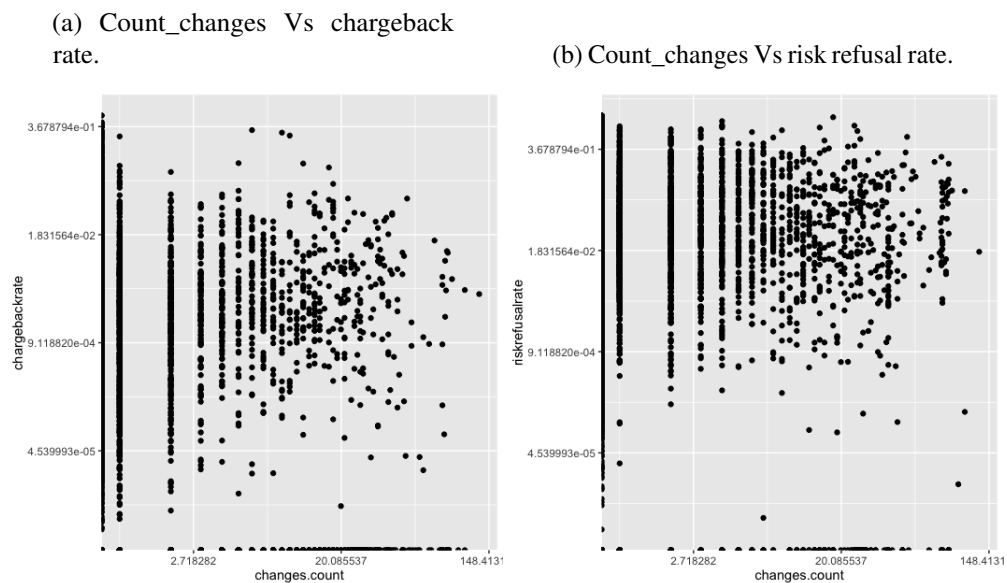 (a) Count_changes Vs chargeback
rate.
(b) Count_changes Vs risk refusal rate.
3.678794e-01
1.831564e-02
9.118820e-04
4.539993e-05
chargebackrate
2.718282
20.085537
148.4131
changes.count
3.678794e-01
1.831564e-02
9.118820e-04
4.539993e-05
riskrefusalrate
2.718282
20.085537
148.4131
changes.count